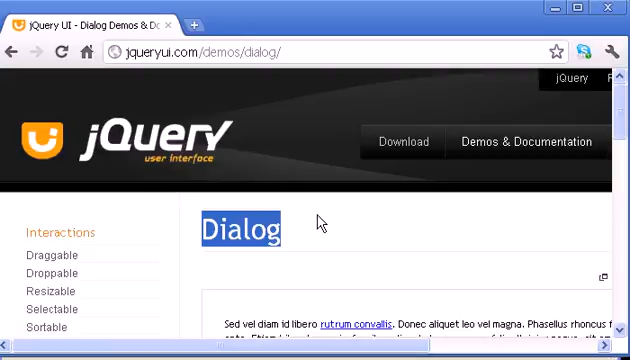 jQuery UI - Dialog Demos & Do
jqueryui.com/demos/dialog/
jQuery
jQuery
user interface
Download
Demos & Documentation
Interactions
Draggable
Droppable
Resizable
Selectable
Sortable
Dialog
Sed vel diam id libero rutrum convallis. Donec aliquet leo vel magna. Phasellus rhoncus f